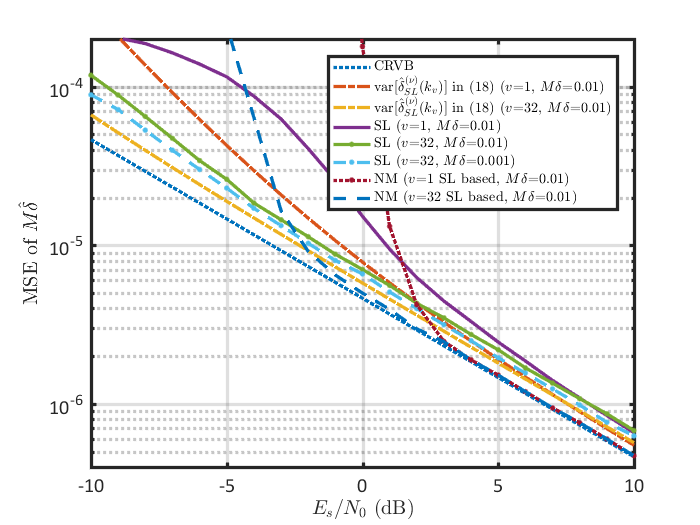 CRVB
var[δ̂_{SL}^{(ν)}(k_v)] in (18) (v=1, Mδ=0.01)
var[δ̂_{SL}^{(ν)}(k_v)] in (18) (v=32, Mδ=0.01)
SL (v=1, Mδ=0.01)
SL (v=32, Mδ=0.01)
SL (v=32, Mδ=0.001)
NM (v=1 SL based, Mδ=0.01)
NM (v=32 SL based, Mδ=0.01)
10^{-4}
10^{-5}
10^{-6}
MSE of Mδ̂
-10 -5 0 5 10
E_s/N_0 (dB)